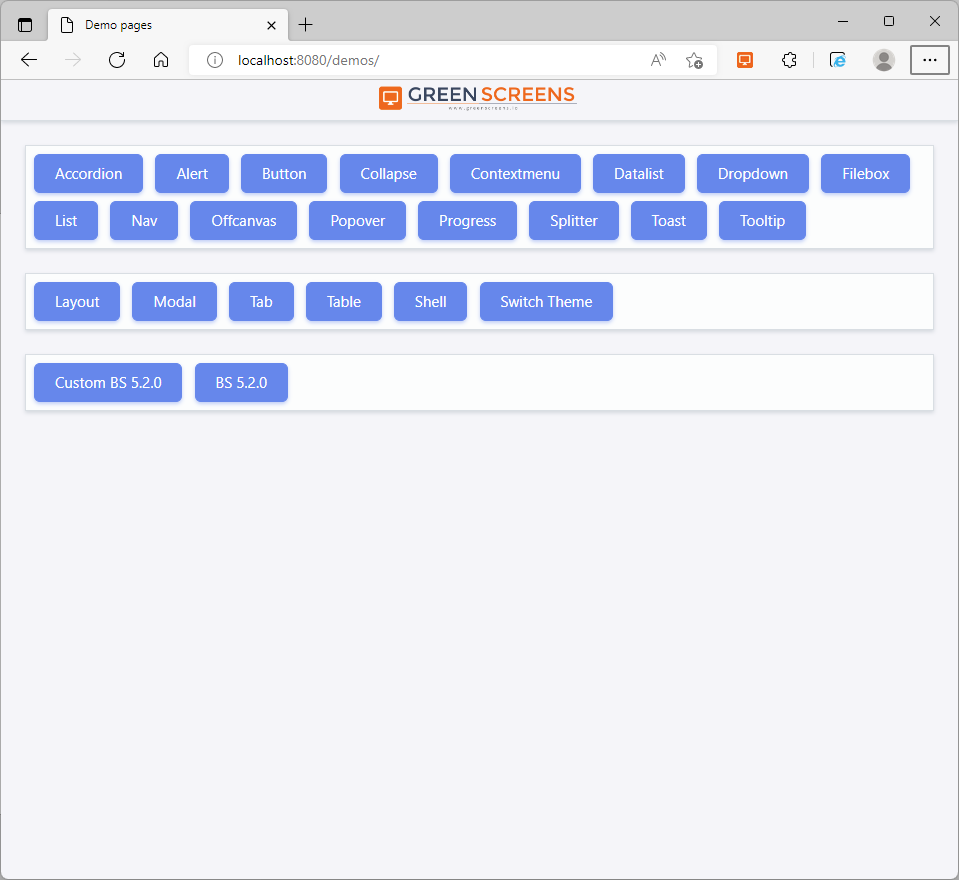 Demo pages
localhost:8080/demos/
GREEN SCREENS
www.greenscreens.io
Accordion Alert Button Collapse Contextmenu Datalist Dropdown Filebox
List Nav Offcanvas Popover Progress Splitter Toast Tooltip
Layout Modal Tab Table Shell Switch Theme
Custom BS 5.2.0 BS 5.2.0